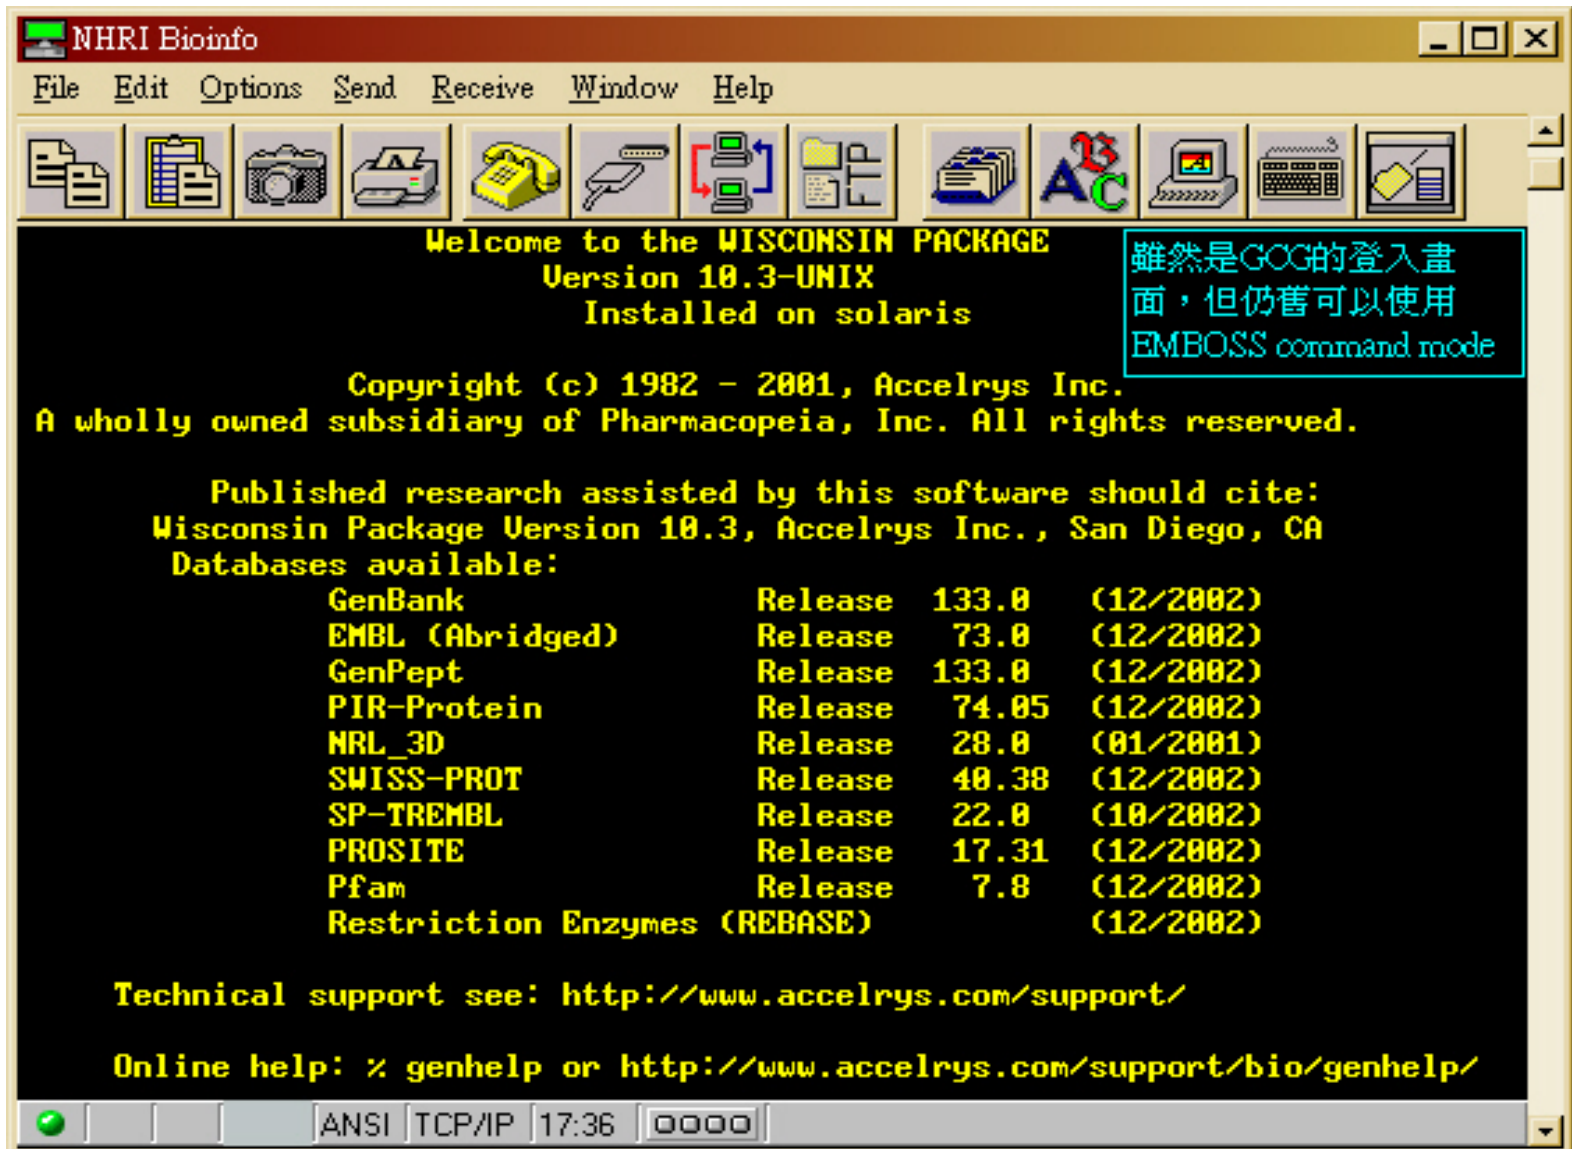 NHRI Bioinfo
File Edit Options Send Receive Window Help
Welcome to the WISCONSIN PACKAGE
Version 10.3-UNIX
Installed on solaris
雖然是GCG的登入畫
面，但仍舊可以使用
EMBOSS command mode
Copyright (c) 1982 - 2001, Accelrys Inc.
A wholly owned subsidiary of Pharmacopeia, Inc. All rights reserved.
Published research assisted by this software should cite:
Wisconsin Package Version 10.3, Accelrys Inc., San Diego, CA
Databases available:
GenBank Release 133.0 (12/2002)
EMBL (Abridged) Release 73.0 (12/2002)
GenPept Release 133.0 (12/2002)
PIR-Protein Release 74.05 (12/2002)
NRL_3D Release 28.0 (01/2001)
SWISS-PROT Release 40.38 (12/2002)
SP-TREMBL Release 22.0 (10/2002)
PROSITE Release 17.31 (12/2002)
Pfam Release 7.8 (12/2002)
Restriction Enzymes (REBASE) (12/2002)
Technical support see: http://www.accelrys.com/support/
Online help: % genhelp or http://www.accelrys.com/support/bio/genhelp/
ANSI TCP/IP 17:36